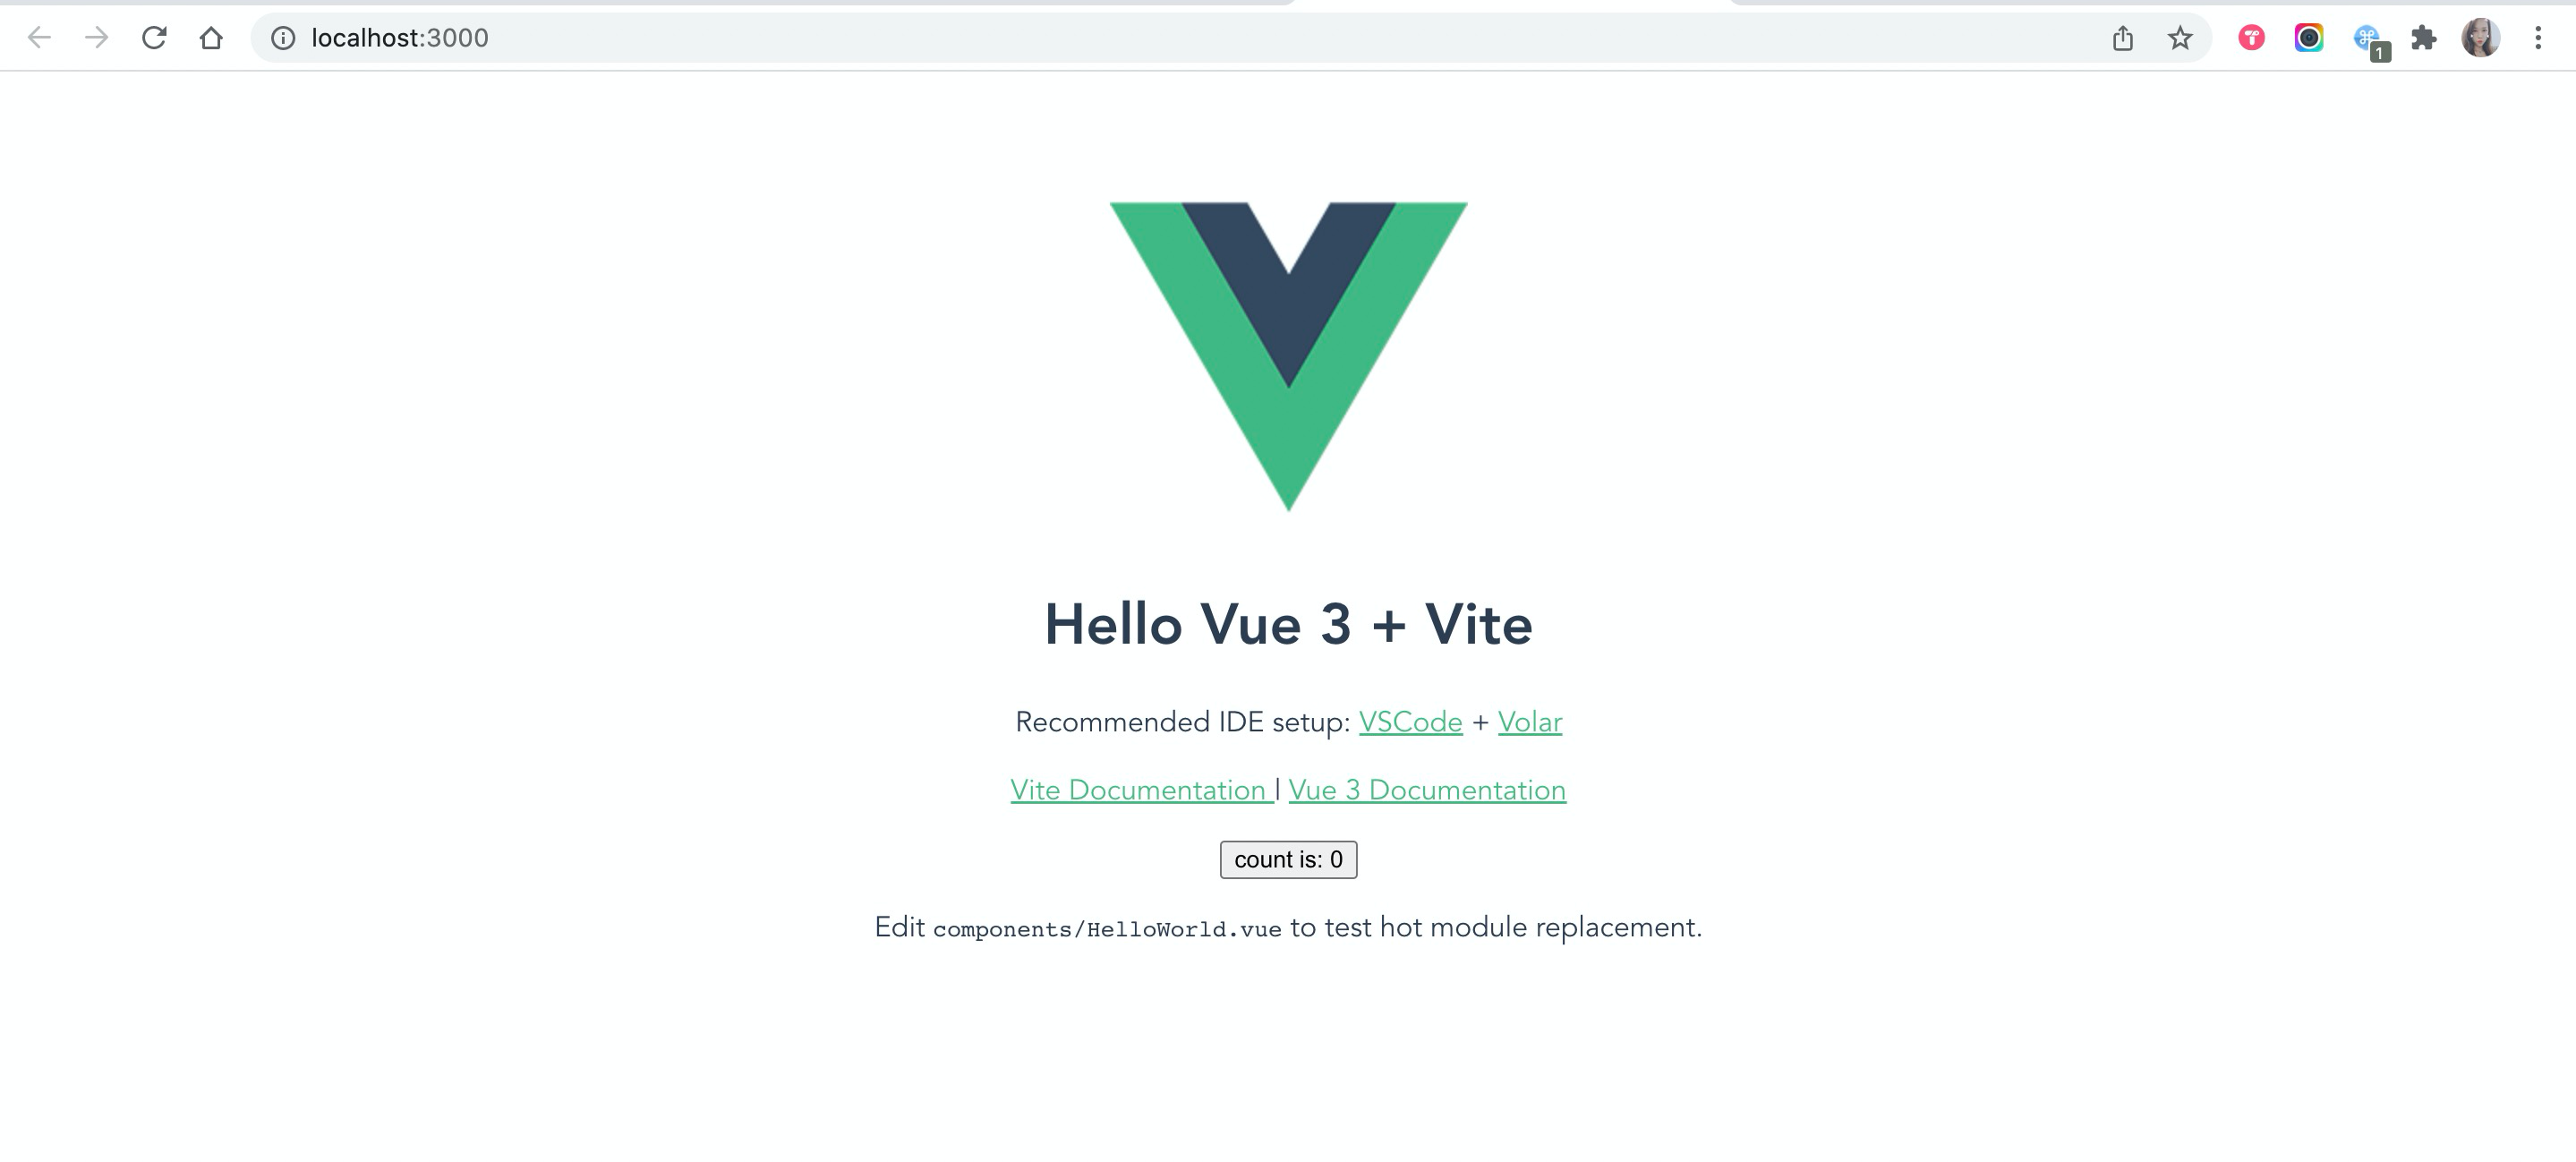 localhost:3000
1
Hello Vue 3 + Vite
Recommended IDE setup: VSCode + Volar
Vite Documentation | Vue 3 Documentation
count is: 0
Edit components/HelloWorld.vue to test hot module replacement.